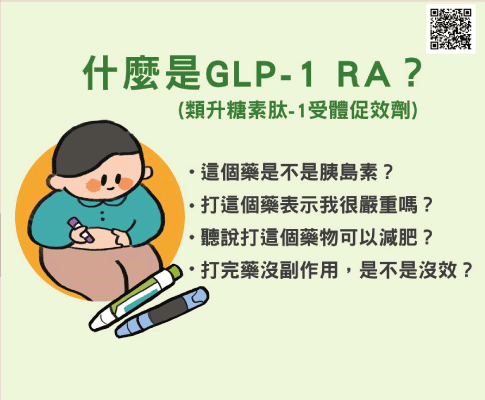 什麼是GLP-1 RA？
(類升糖素肽-1受體促效劑)
・這個藥是不是胰島素？
・打這個藥表示我很嚴重嗎？
・聽說打這個藥物可以減肥？
・打完藥沒副作用，是不是沒效？